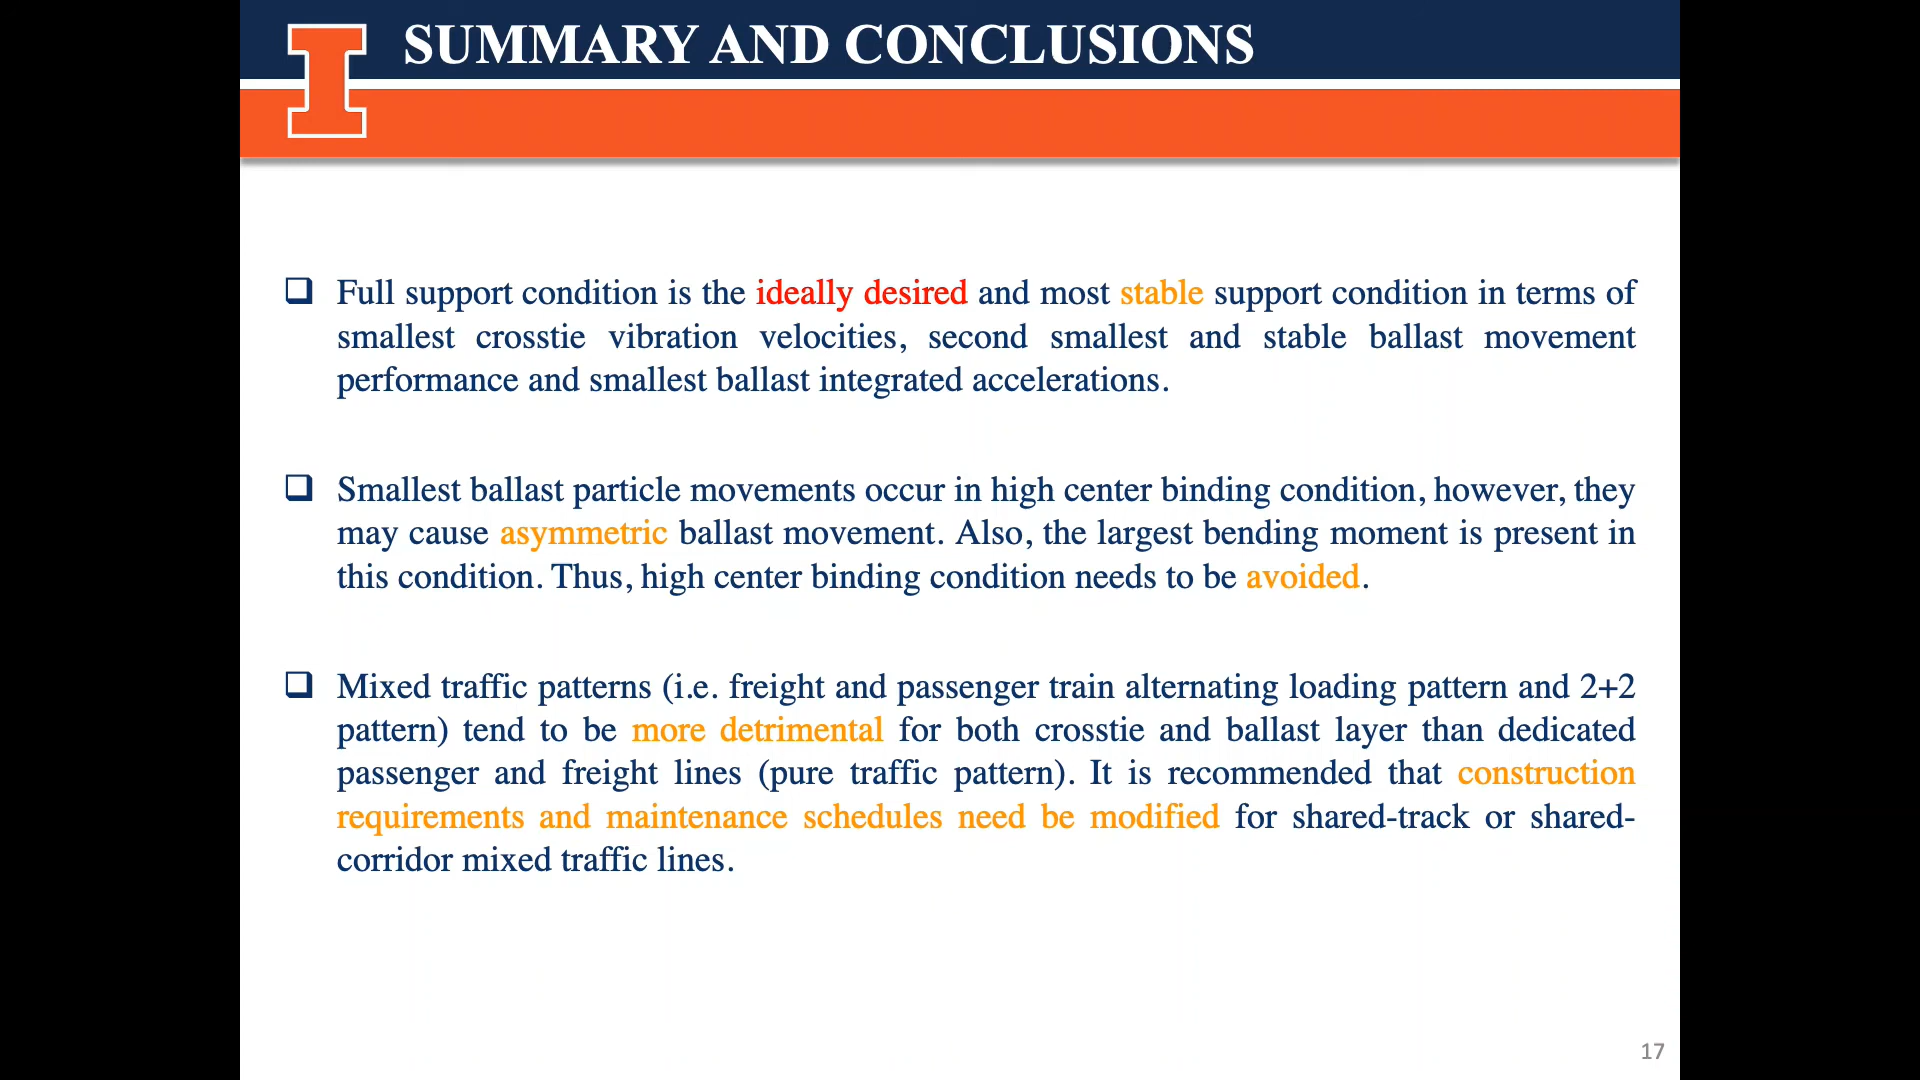 I
SUMMARY AND CONCLUSIONS
Full support condition is the ideally desired and most stable support condition in terms of
smallest crosstie vibration velocities, second smallest and stable ballast movement
performance and smallest ballast integrated accelerations.
Smallest ballast particle movements occur in high center binding condition, however, they
may cause asymmetric ballast movement. Also, the largest bending moment is present in
this condition. Thus, high center binding condition needs to be avoided.
Mixed traffic patterns (i.e. freight and passenger train alternating loading pattern and 2+2
pattern) tend to be more detrimental for both crosstie and ballast layer than dedicated
passenger and freight lines (pure traffic pattern). It is recommended that construction
requirements and maintenance schedules need be modified for shared-track or shared-
corridor mixed traffic lines.
17